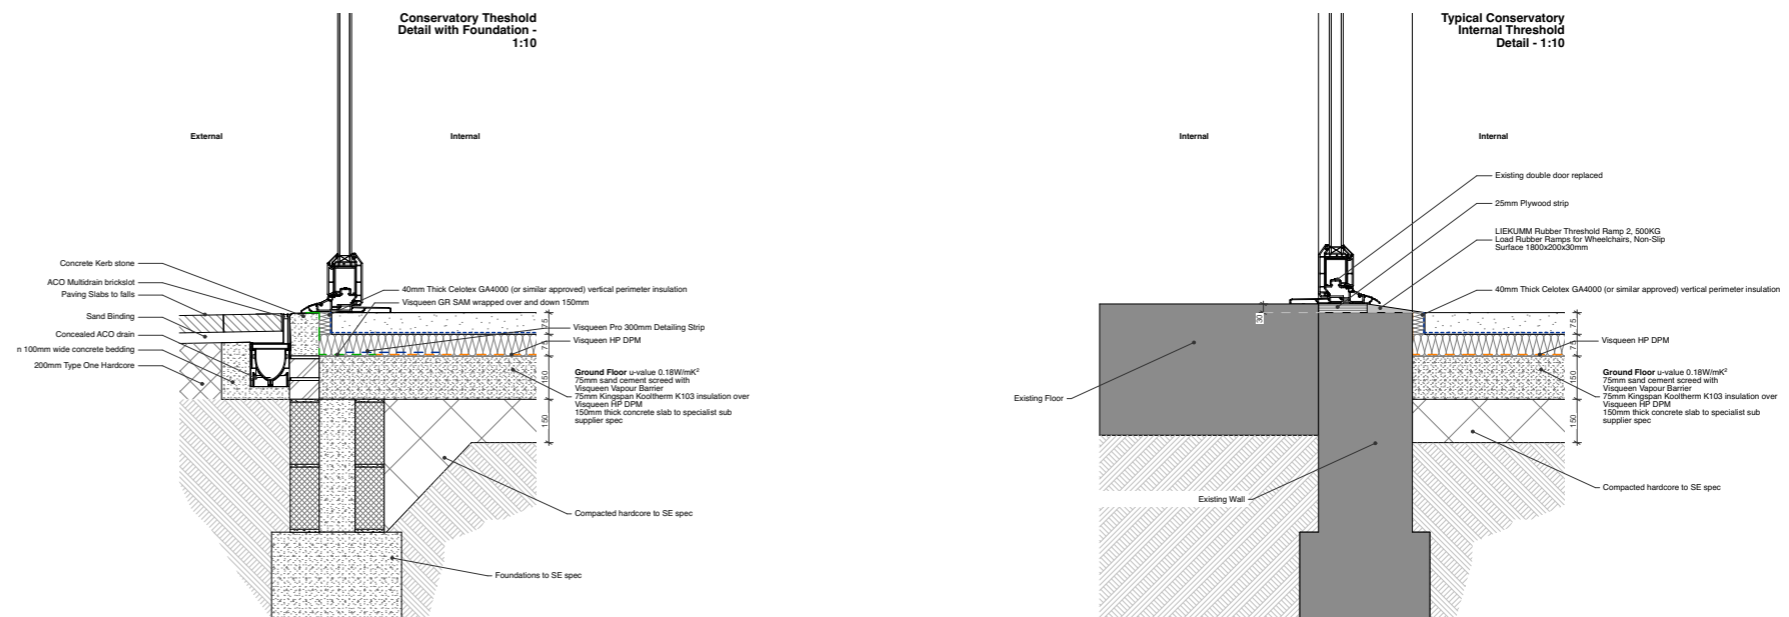 Conservatory Theshold
Detail with Foundation -
1:10
External
Internal
Concrete Kerb stone
ACO Multidrain brickslot
Paving Slabs to falls
Sand Binding
Concealed ACO drain
n 100mm wide concrete bedding
200mm Type One Hardcore
40mm Thick Celotex GA4000 (or similar approved) vertical perimeter insulation
Visqueen GR SAM wrapped over and down 150mm
Visqueen Pro 300mm Detailing Strip
Visqueen HP DPM
75
75
150
150
Ground Floor u-value 0.18W/mK²
75mm sand cement screed with
Visqueen Vapour Barrier
75mm Kingspan Kooltherm K103 insulation over
Visqueen HP DPM
150mm thick concrete slab to specialist sub
supplier spec
Compacted hardcore to SE spec
Foundations to SE spec
Typical Conservatory
Internal Threshold
Detail - 1:10
Internal
Internal
Existing double door replaced
25mm Plywood strip
LIEKUMM Rubber Threshold Ramp 2, 500KG
Load Rubber Ramps for Wheelchairs, Non-Slip
Surface 1800x200x30mm
40mm Thick Celotex GA4000 (or similar approved) vertical perimeter insulation
30
75
75
150
150
Visqueen HP DPM
Ground Floor u-value 0.18W/mK²
75mm sand cement screed with
Visqueen Vapour Barrier
75mm Kingspan Kooltherm K103 insulation over
Visqueen HP DPM
150mm thick concrete slab to specialist sub
supplier spec
Existing Floor
Existing Wall
Compacted hardcore to SE spec